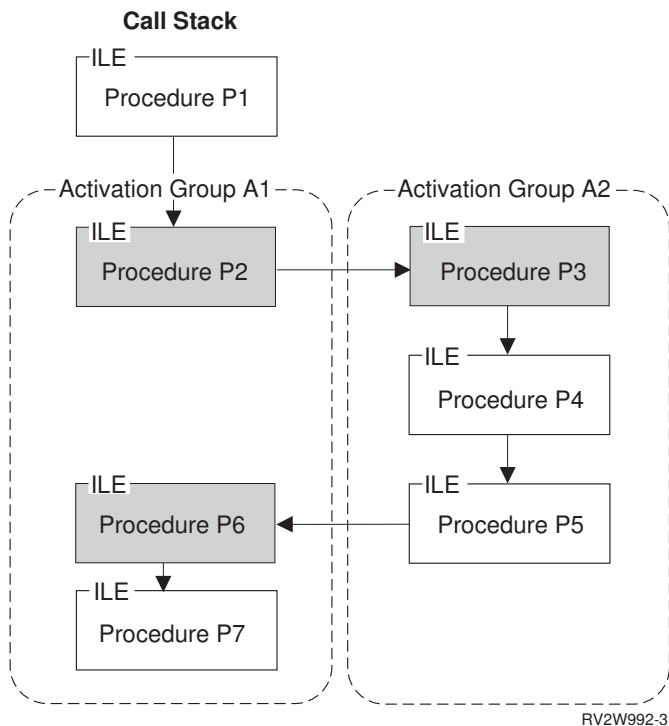 Call Stack
ILE
Procedure P1
Activation Group A1
Activation Group A2
ILE
Procedure P2
ILE
Procedure P3
ILE
Procedure P4
ILE
Procedure P6
ILE
Procedure P5
ILE
Procedure P7
RV2W992-3